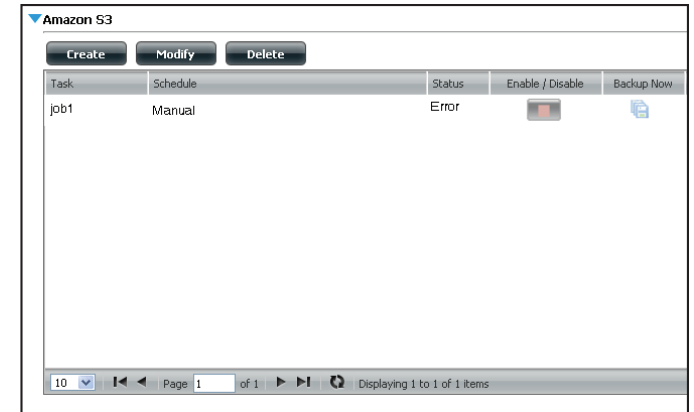 Amazon S3
Create Modify Delete
Task Schedule Status Enable / Disable Backup Now
job1 Manual Error
10 Page 1 of 1 Displaying 1 to 1 of 1 items